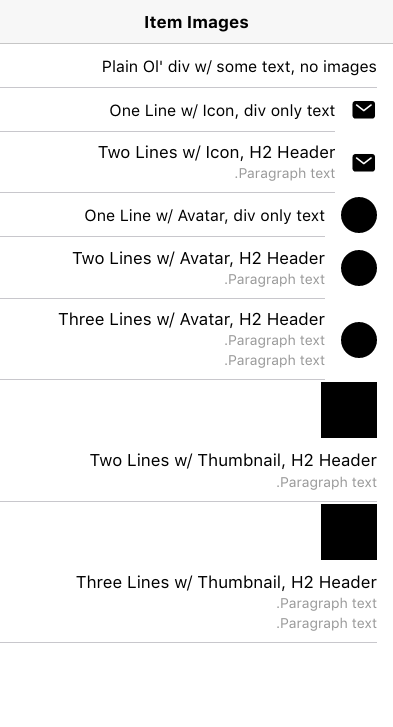 Item Images
Plain Ol' div w/ some text, no images
One Line w/ Icon, div only text
Two Lines w/ Icon, H2 Header
.Paragraph text
One Line w/ Avatar, div only text
Two Lines w/ Avatar, H2 Header
.Paragraph text
Three Lines w/ Avatar, H2 Header
.Paragraph text
.Paragraph text
Two Lines w/ Thumbnail, H2 Header
.Paragraph text
Three Lines w/ Thumbnail, H2 Header
.Paragraph text
.Paragraph text